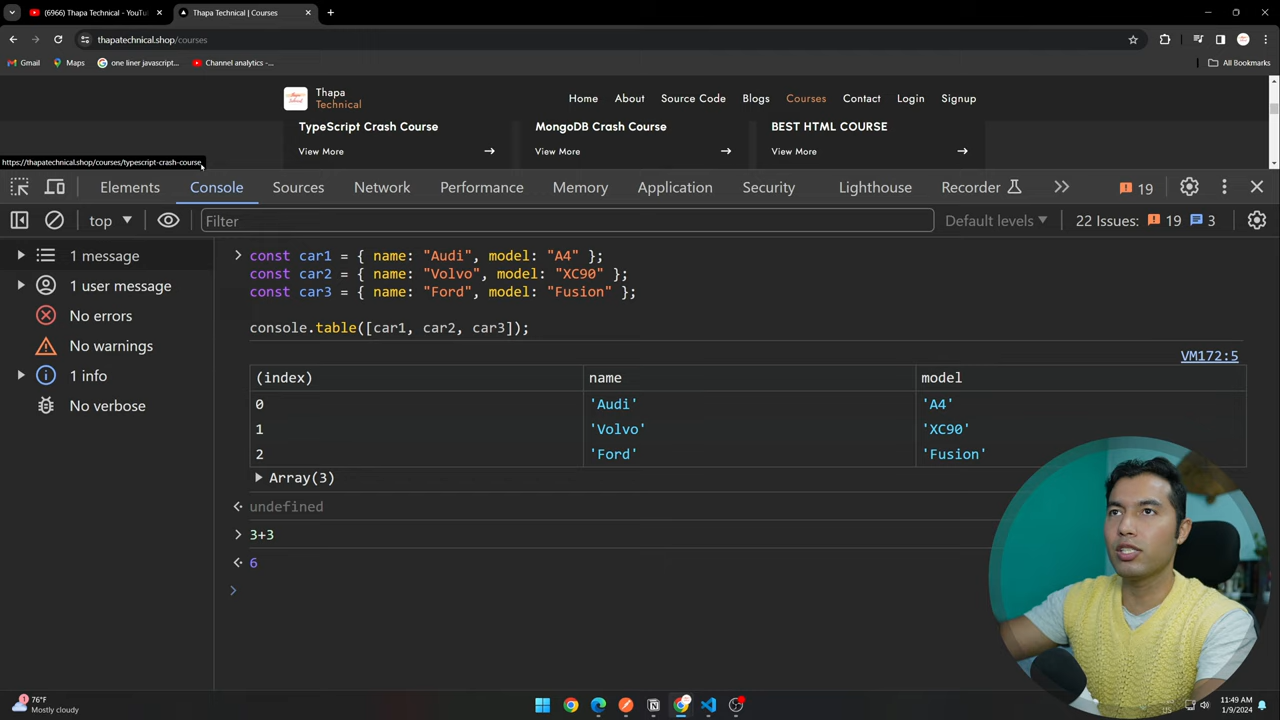 (6966) Thapa Technical - YouTu
Thapa Technical | Courses
thapatechnical.shop/courses
Gmail
Maps
one liner javascript...
Channel analytics -...
All Bookmarks
Thapa
Technical
Home
About
Source Code
Blogs
Courses
Contact
Login
Signup
TypeScript Crash Course
MongoDB Crash Course
BEST HTML COURSE
View More
View More
View More
https://thapatechnical.shop/courses/typescript-crash-course
Elements
Console
Sources
Network
Performance
Memory
Application
Security
Lighthouse
Recorder
19
top
Filter
Default levels
22 Issues:
19
3
1 message
1 user message
No errors
No warnings
1 info
No verbose
const car1 = { name: "Audi", model: "A4" };
const car2 = { name: "Volvo", model: "XC90" };
const car3 = { name: "Ford", model: "Fusion" };
console.table([car1, car2, car3]);
VM172:5
(index) name model
0 'Audi' 'A4'
1 'Volvo' 'XC90'
2 'Ford' 'Fusion'
Array(3)
undefined
3+3
6
1
76°F
Mostly cloudy
US
11:49 AM
1/9/2024